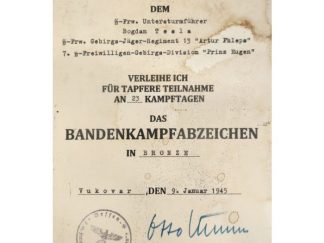 DEM
𝟋-Frw. Untersturmführer
Bogdan Tesla
𝟋-Frw. Gebirgs-Jäger-Regiment 13 "Artur Phleps"
7. 𝟋-Freiwilligen-Gebirgs-Division "Prinz Eugen"
VERLEIHE ICH
FÜR TAPFERE TEILNAHME
AN 23 KAMPFTAGEN
DAS
BANDENKAMPFABZEICHEN
IN BRONZE
Vukovar ,DEN 9. Januar 1945